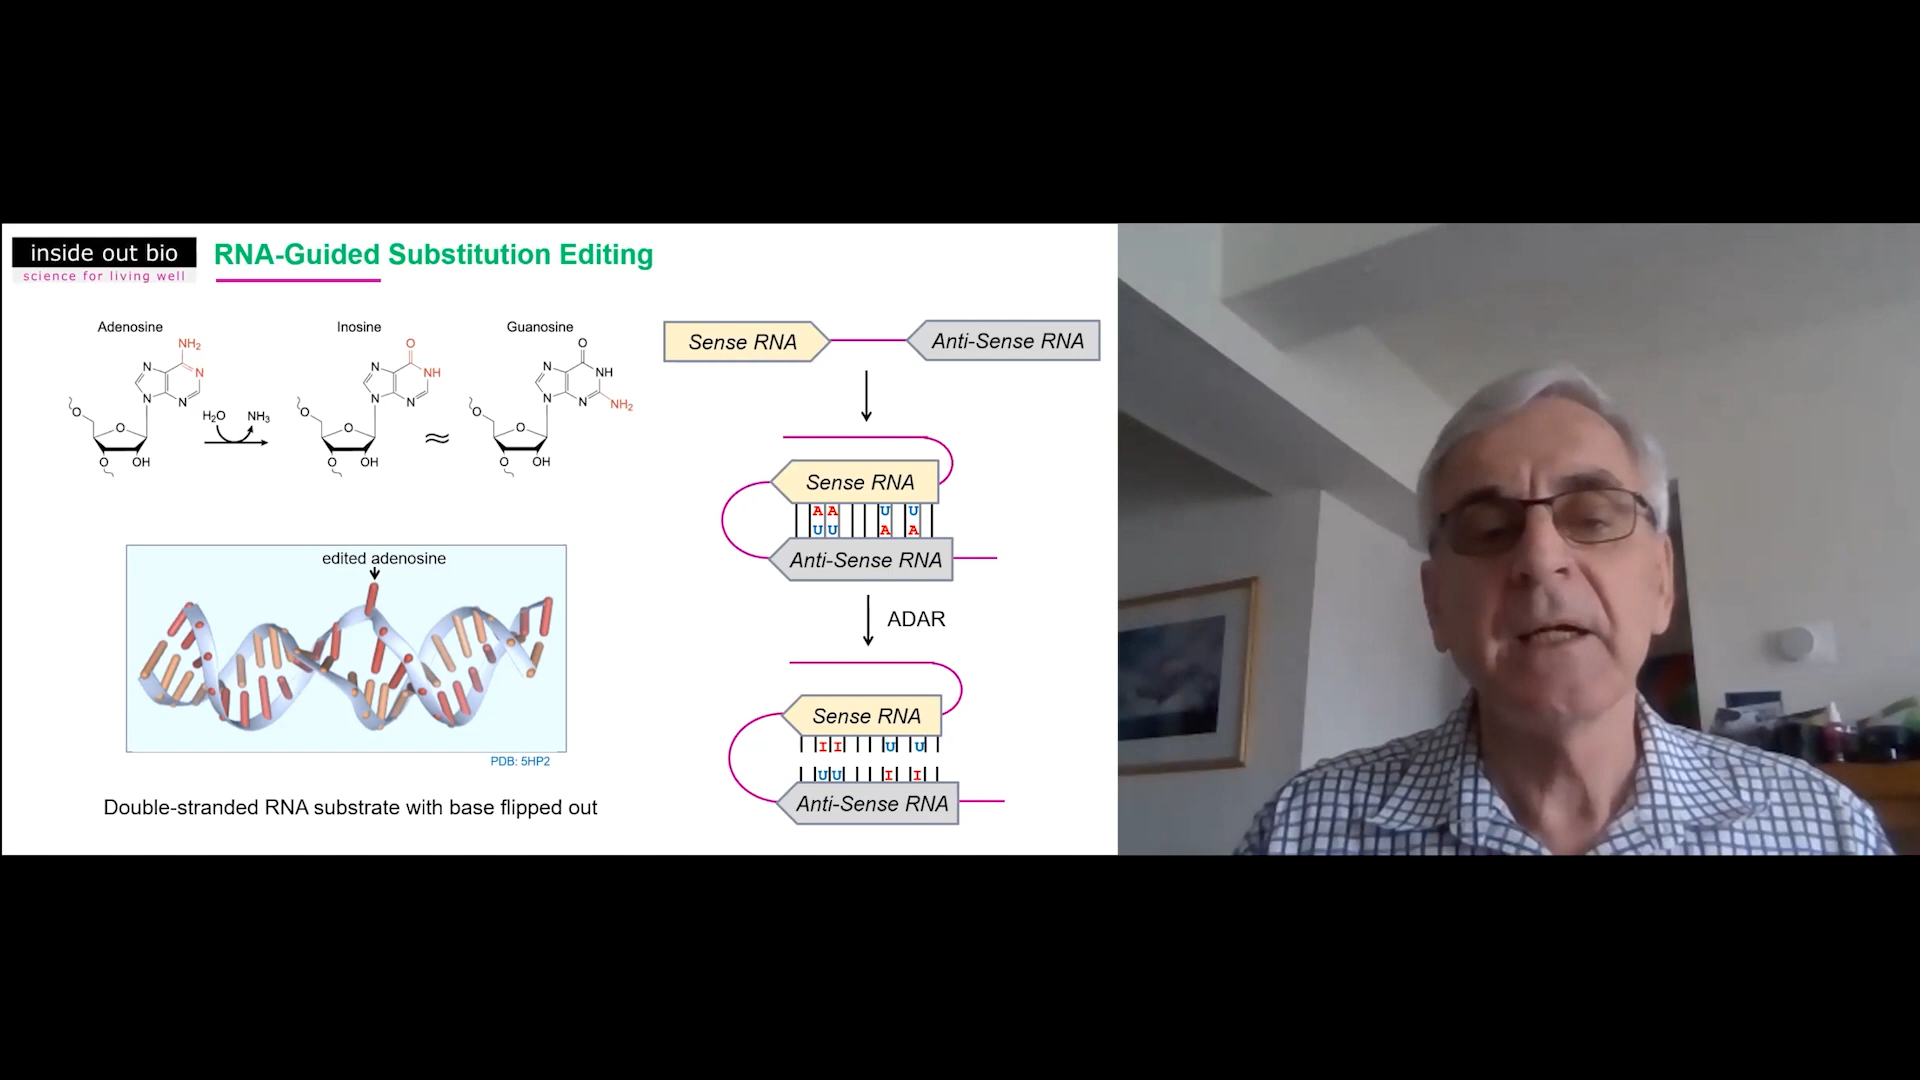 inside out bio
science for living well
RNA-Guided Substitution Editing
Adenosine
Inosine
Guanosine
NH₂
N
N
N
N
O
O
O
OH
H₂O
NH₃
O
N
NH
N
N
O
O
O
OH
≈
O
N
NH
N
N
NH₂
O
O
O
OH
edited adenosine
PDB: 5HP2
Double-stranded RNA substrate with base flipped out
Sense RNA
Anti-Sense RNA
Sense RNA
A A U U
U U A A
Anti-Sense RNA
ADAR
Sense RNA
I I U U
U U I I
Anti-Sense RNA